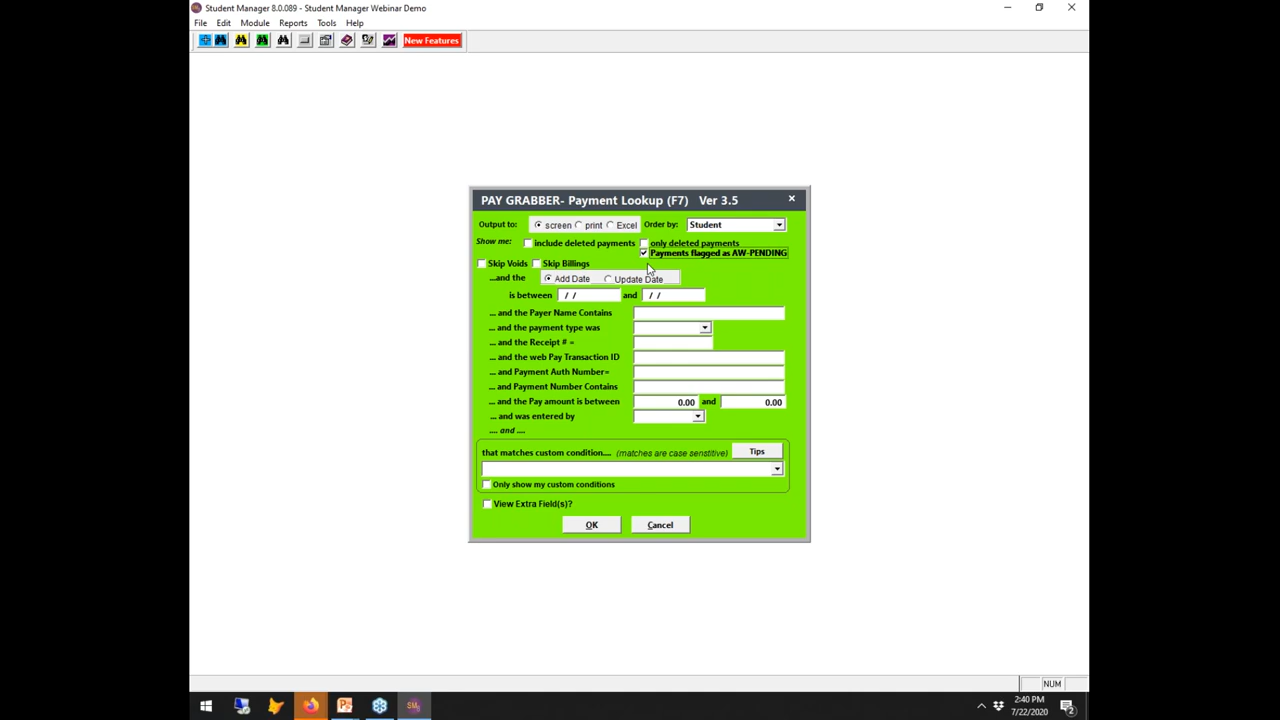 Student Manager 8.0.089 - Student Manager Webinar Demo
File Edit Module Reports Tools Help
New Features
PAY GRABBER- Payment Lookup (F7) Ver 3.5
Output to: screen print Excel Order by: Student
Show me: include deleted payments only deleted payments
Payments flagged as AW-PENDING
Skip Voids Skip Billings
...and the Add Date Update Date
is between / / and / /
... and the Payer Name Contains
... and the payment type was
... and the Receipt # =
... and the web Pay Transaction ID
... and Payment Auth Number=
... and Payment Number Contains
... and the Pay amount is between 0.00 and 0.00
... and was entered by
.... and ....
that matches custom condition.... (matches are case sensitive) Tips
Only show my custom conditions
View Extra Field(s)?
OK Cancel
NUM
SM
2:40 PM
7/22/2020
2